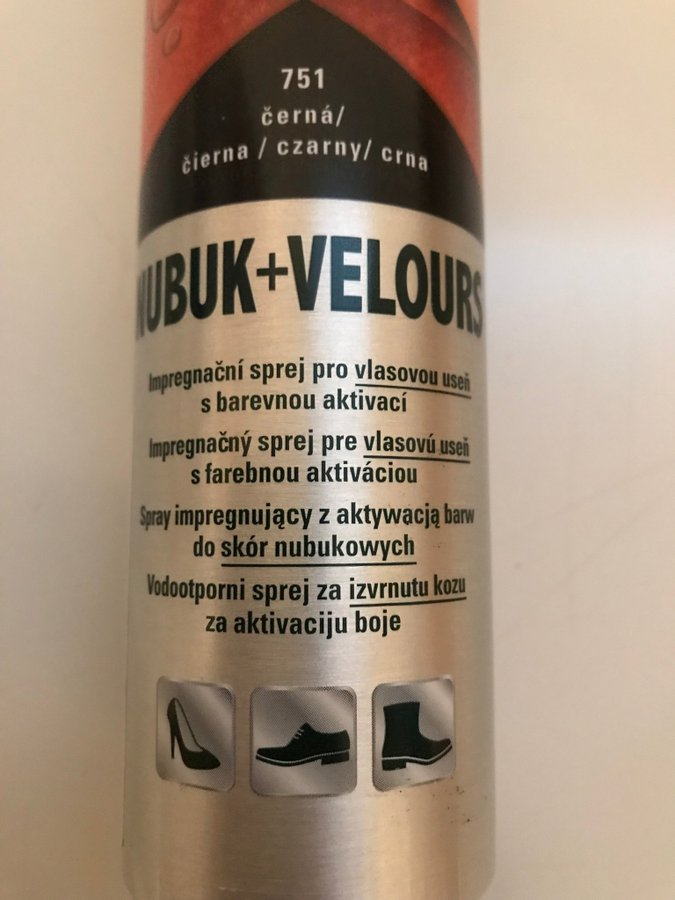 751
černá/
čierna / czarny/ crna
NUBUK+VELOURS
Impregnační sprej pro vlasovou useň
s barevnou aktivací
Impregnačný sprej pre vlasovú useň
s farebnou aktiváciou
Spray impregnujący z aktywacją barw
do skór nubukowych
Vodootporni sprej za izvrnutu kozu
za aktivaciju boje